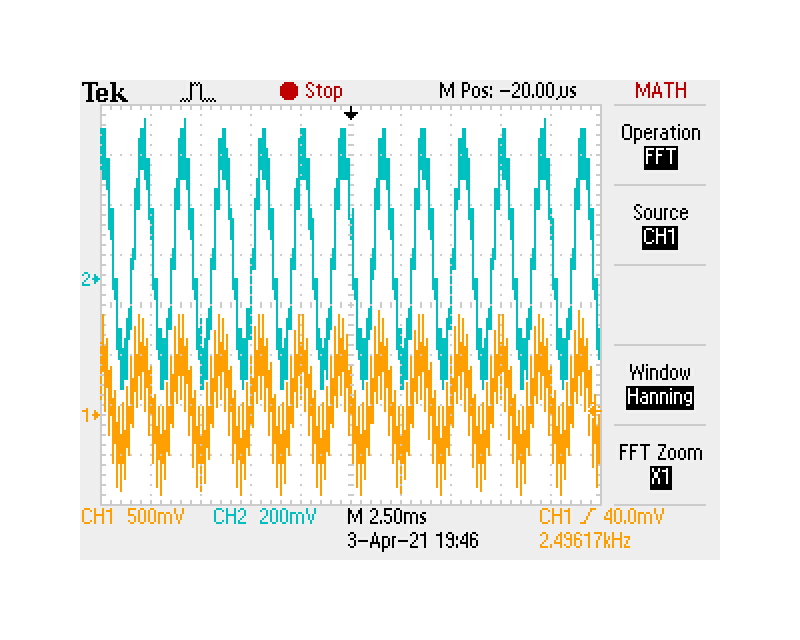 Tek Stop M Pos: -20.00µs MATH
Operation
FFT
Source
CH1
2
Window
Hanning
1
FFT Zoom
X1
CH1 500mV CH2 200mV M 2.50ms CH1 40.0mV
3-Apr-21 19:46 2.49617kHz